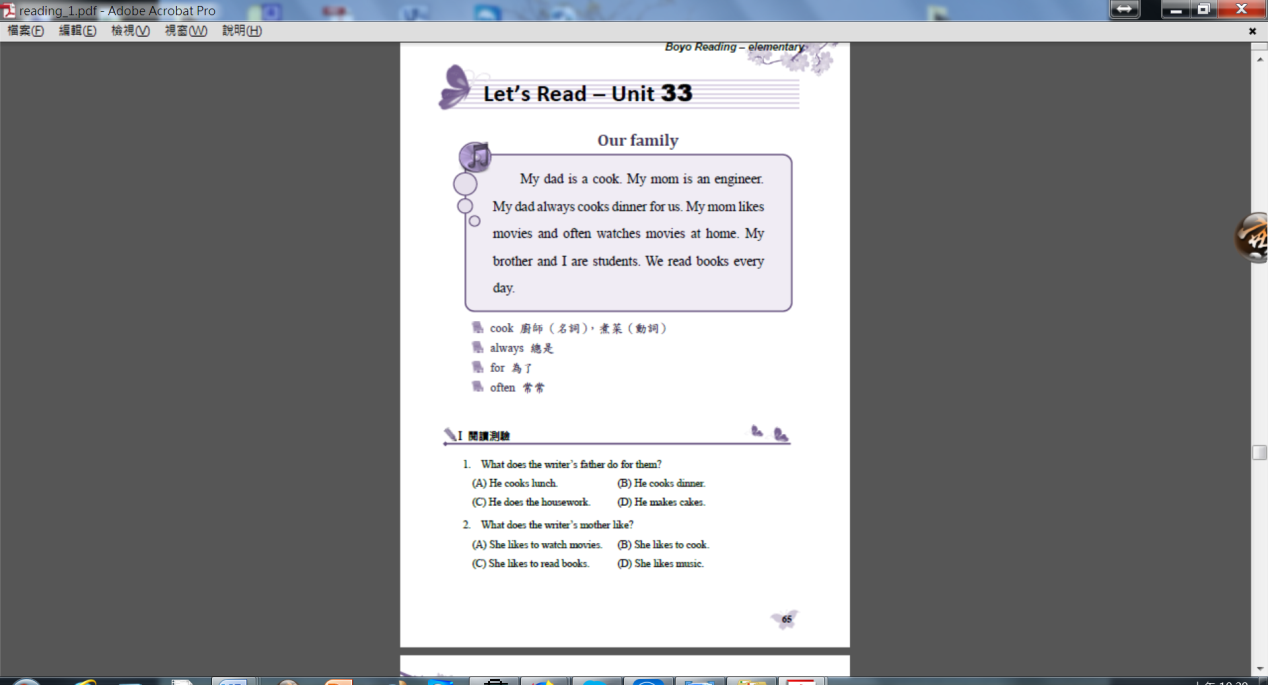 reading_1.pdf - Adobe Acrobat Pro
檔案(F) 編輯(E) 檢視(V) 視窗(W) 說明(H)
Boyo Reading – elementary
Let's Read – Unit 33
Our family
My dad is a cook. My mom is an engineer.
My dad always cooks dinner for us. My mom likes
movies and often watches movies at home. My
brother and I are students. We read books every
day.
cook 廚師（名詞），煮菜（動詞）
always 總是
for 為了
often 常常
I 閱讀測驗
1. What does the writer's father do for them?
(A) He cooks lunch. (B) He cooks dinner.
(C) He does the housework. (D) He makes cakes.
2. What does the writer's mother like?
(A) She likes to watch movies. (B) She likes to cook.
(C) She likes to read books. (D) She likes music.
65